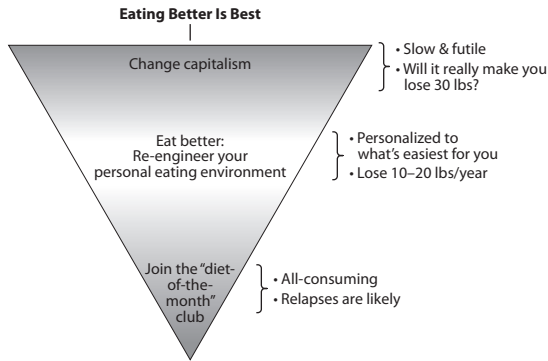 Eating Better Is Best
Change capitalism
• Slow & futile
• Will it really make you
lose 30 lbs?
Eat better:
Re-engineer your
personal eating environment
• Personalized to
what’s easiest for you
• Lose 10–20 lbs/year
Join the “diet-
of-the-
month”
club
• All-consuming
• Relapses are likely